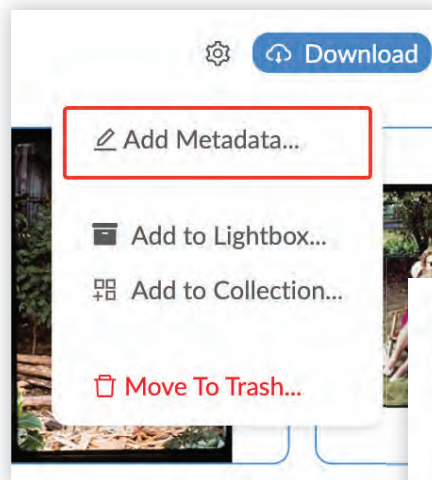 Download
Add Metadata...
Add to Lightbox...
Add to Collection...
Move To Trash...